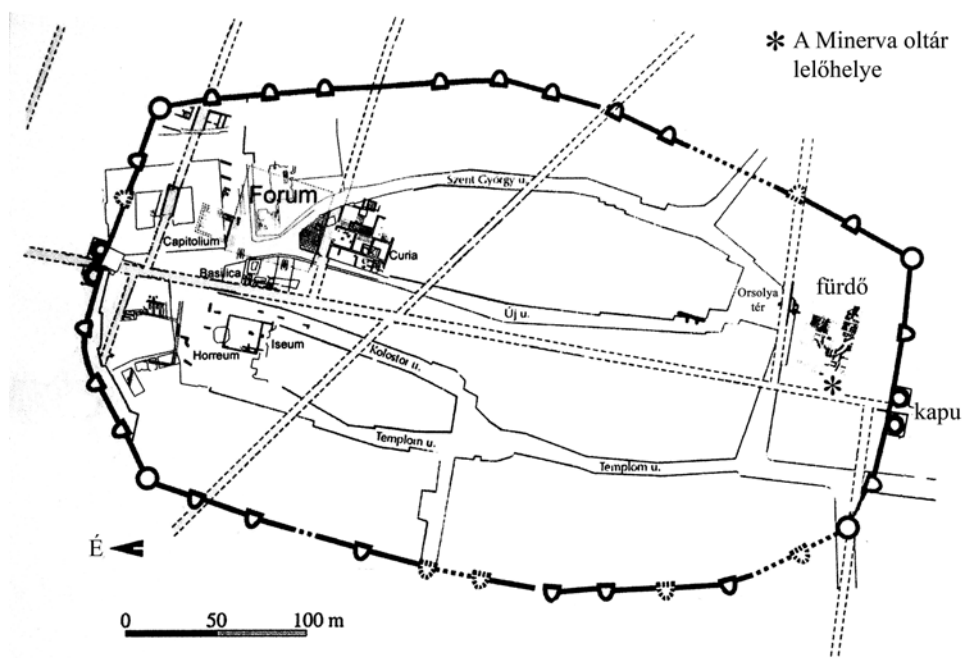 * A Minerva oltár
lelőhelye
Szent György u.
Forum
Capitolium
Curia
Basilica
Orsolya
tér
fürdő
Új u.
Iseum
Horreum
Kolostor u.
Templom u.
Templom u.
kapu
É
0 50 100 m